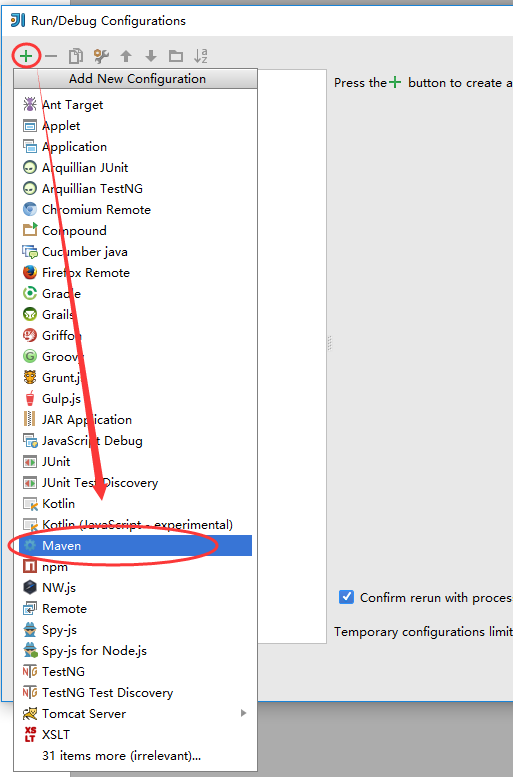 Run/Debug Configurations
Add New Configuration
Press the + button to create a
Ant Target
Applet
Application
Arquillian JUnit
Arquillian TestNG
Chromium Remote
Compound
Cucumber java
Firefox Remote
Gradle
Grails
Griffon
Groovy
Grunt.js
Gulp.js
JAR Application
JavaScript Debug
JUnit
JUnit Test Discovery
Kotlin
Kotlin (JavaScript - experimental)
Maven
npm
NW.js
Confirm rerun with proces
Remote
Spy-js
Temporary configurations limit
Spy-js for Node.js
TestNG
TestNG Test Discovery
Tomcat Server
XSLT
31 items more (irrelevant)...